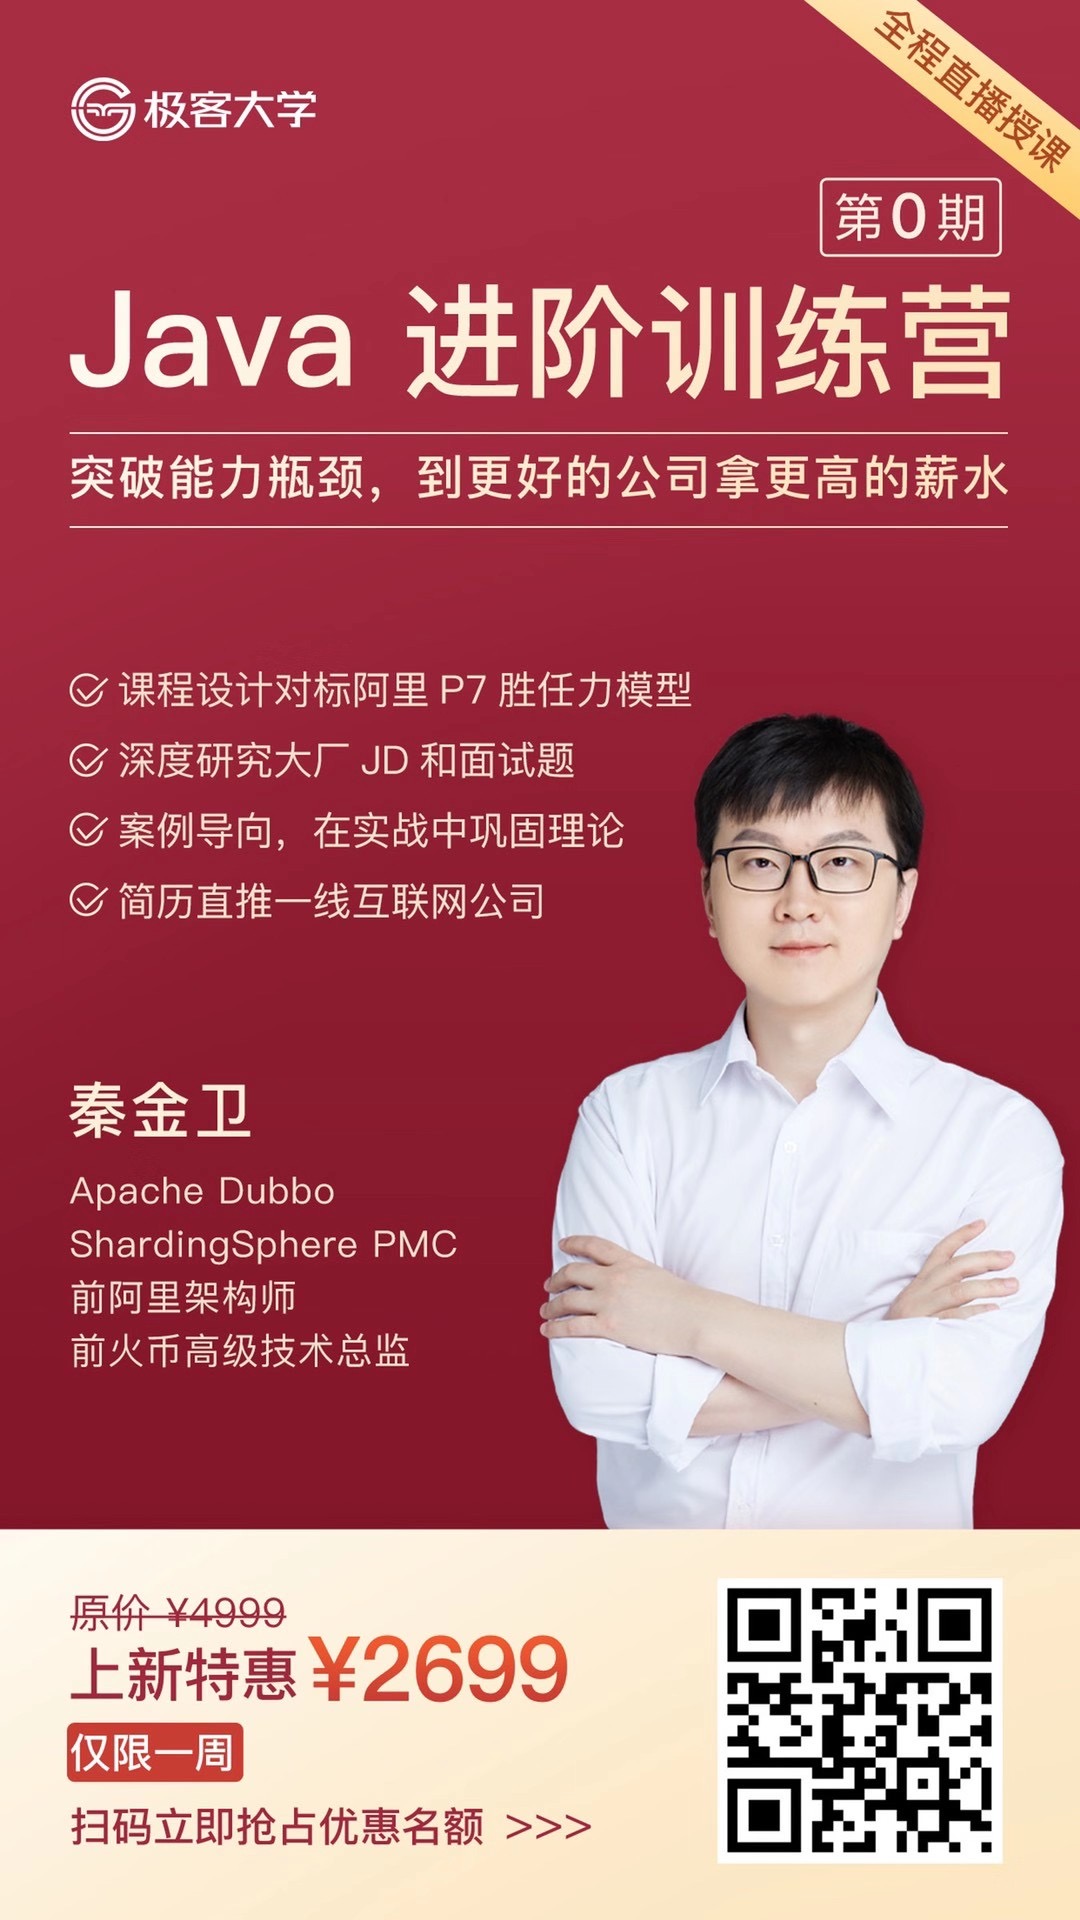 极客大学
全程直播授课
第0期
Java 进阶训练营
突破能力瓶颈，到更好的公司拿更高的薪水
课程设计对标阿里 P7 胜任力模型
深度研究大厂 JD 和面试题
案例导向，在实战中巩固理论
简历直推一线互联网公司
秦金卫
Apache Dubbo
ShardingSphere PMC
前阿里架构师
前火币高级技术总监
原价 ¥4999
上新特惠 ¥2699
仅限一周
扫码立即抢占优惠名额 >>>